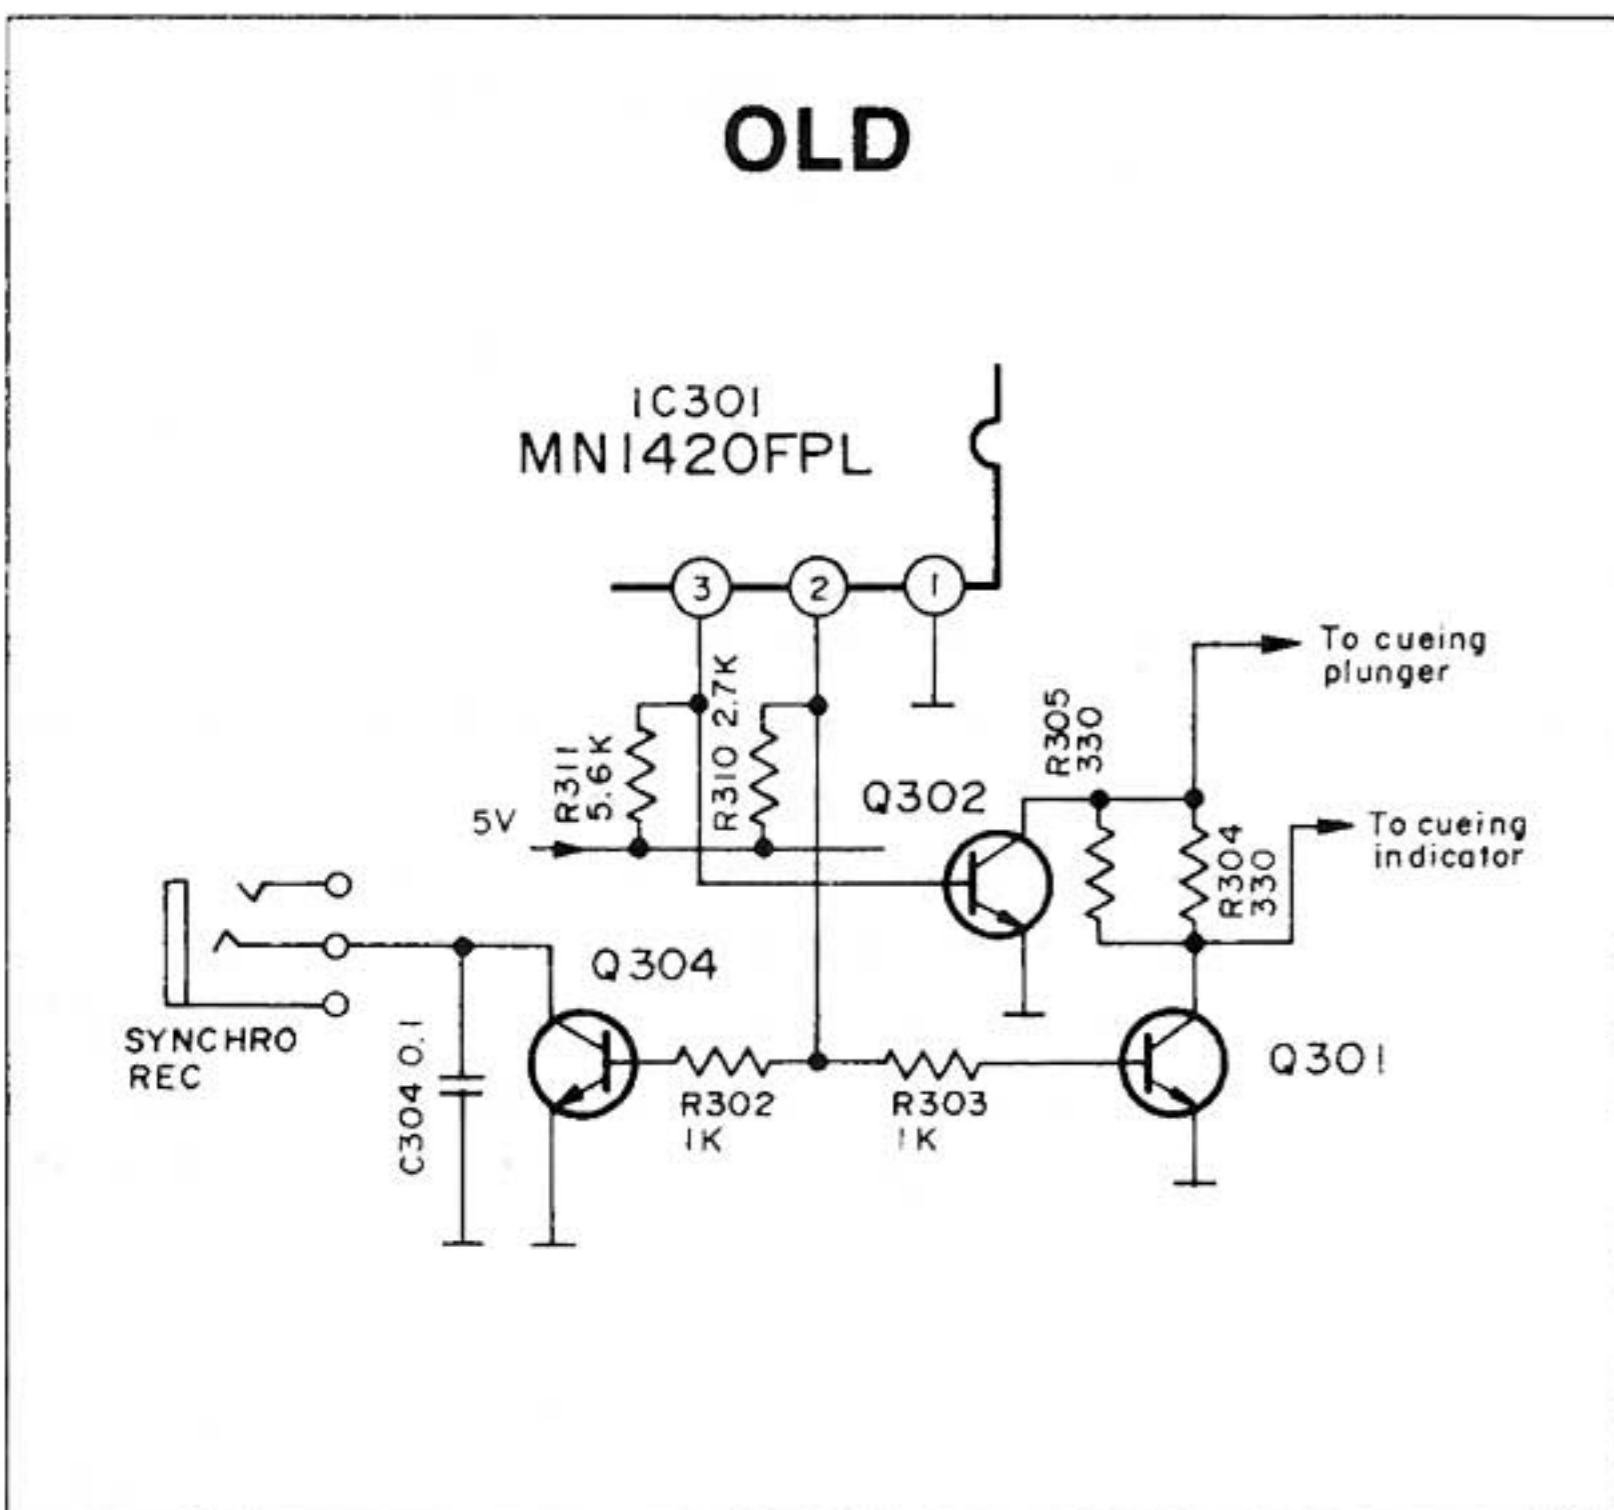 OLD
IC301
MN1420FPL
3
2
1
To cueing
plunger
R305
330
R311
5.6K
R310 2.7K
Q302
5V
To cueing
indicator
R304
330
Q304
SYNCHRO
REC
C304 0.1
R302
1K
R303
1K
Q301